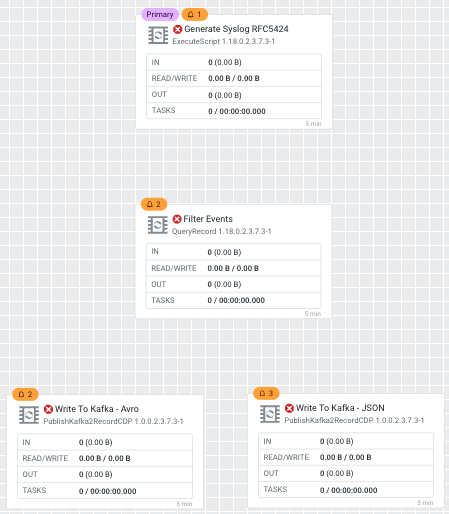 Primary 1
Generate Syslog RFC5424
ExecuteScript 1.18.0.2.3.7.3-1
IN 0 (0.00 B)
READ/WRITE 0.00 B / 0.00 B
OUT 0 (0.00 B)
TASKS 0 / 00:00:00.000
5 min
2
Filter Events
QueryRecord 1.18.0.2.3.7.3-1
IN 0 (0.00 B)
READ/WRITE 0.00 B / 0.00 B
OUT 0 (0.00 B)
TASKS 0 / 00:00:00.000
5 min
2
Write To Kafka - Avro
PublishKafka2RecordCDP 1.0.0.2.3.7.3-1
IN 0 (0.00 B)
READ/WRITE 0.00 B / 0.00 B
OUT 0 (0.00 B)
TASKS 0 / 00:00:00.000
5 min
3
Write To Kafka - JSON
PublishKafka2RecordCDP 1.0.0.2.3.7.3-1
IN 0 (0.00 B)
READ/WRITE 0.00 B / 0.00 B
OUT 0 (0.00 B)
TASKS 0 / 00:00:00.000
5 min